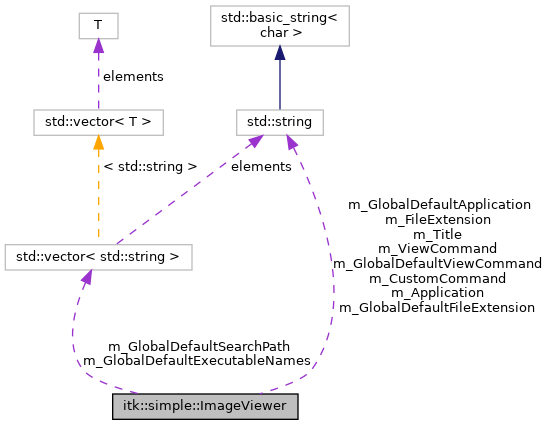 T
std::basic_string<
char >
elements
std::vector< T >
std::string
< std::string >
elements
m_GlobalDefaultApplication
m_FileExtension
m_Title
m_ViewCommand
m_GlobalDefaultViewCommand
m_CustomCommand
m_Application
m_GlobalDefaultFileExtension
std::vector< std::string >
m_GlobalDefaultSearchPath
m_GlobalDefaultExecutableNames
itk::simple::ImageViewer